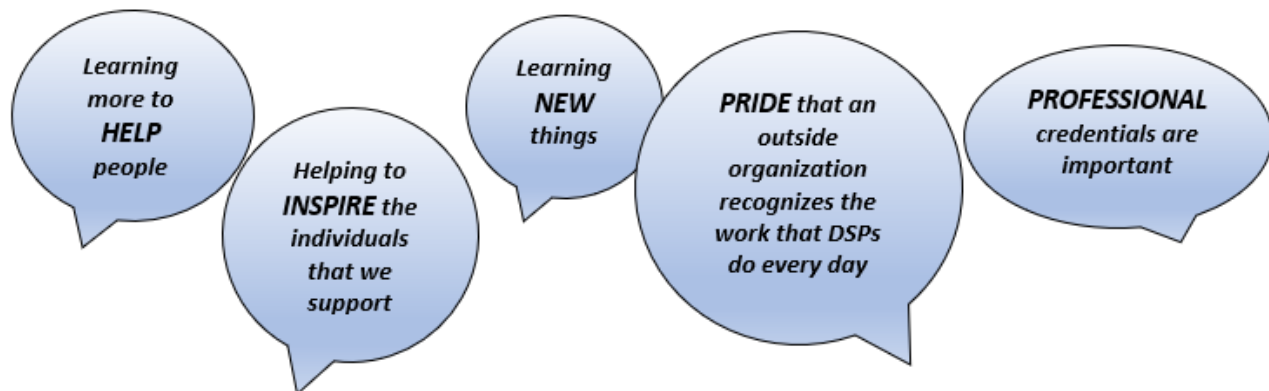 Learning
more to
HELP
people
Helping to
INSPIRE the
individuals
that we
support
Learning
NEW
things
PRIDE that an
outside
organization
recognizes the
work that DSPs
do every day
PROFESSIONAL
credentials are
important